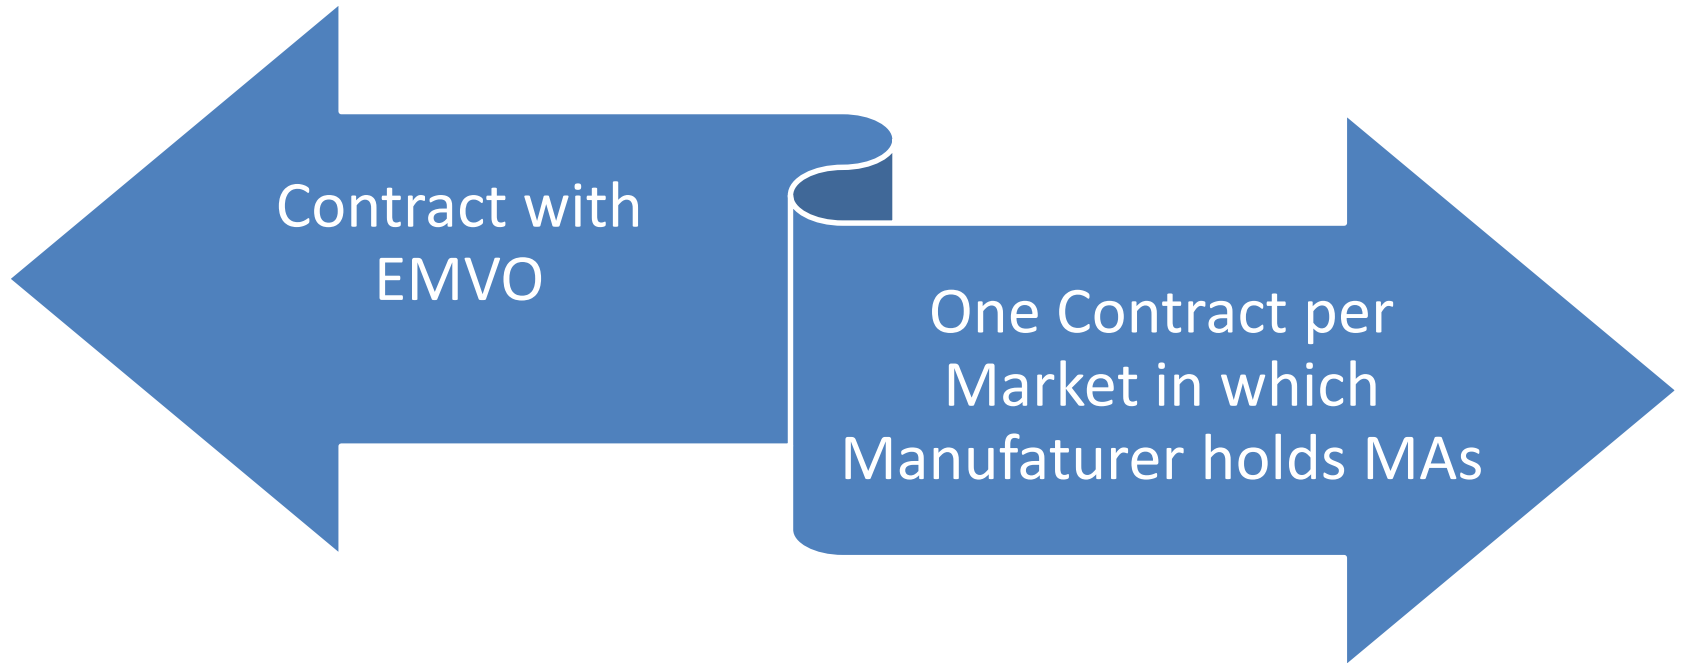 Contract with
EMVO
One Contract per
Market in which
Manufaturer holds MAs